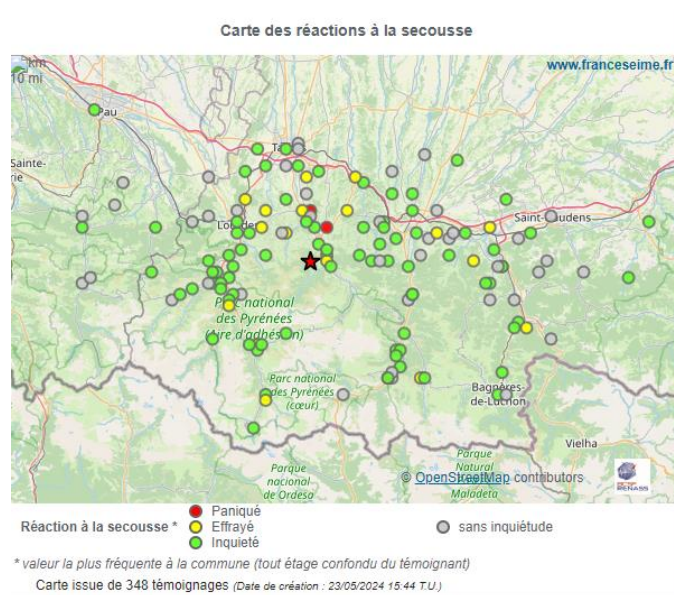 Carte des réactions à la secousse
km
10 mi
www.franceseime.fr
Pau
Sainte-
rie
Saint-Gaudens
Parc national
des Pyrénées
(Aire d'adhésion)
Parc national
des Pyrénées
(cœur)
Bagnères-
de-Luchon
Vielha
Parque
nacional
de Ordesa
Parque
Natural
Maladeta
© OpenStreetMap contributors
RENASS
Réaction à la secousse *
Paniqué
Effrayé
Inquieté
sans inquiétude
* valeur la plus fréquente à la commune (tout étage confondu du témoignant)
Carte issue de 348 témoignages (Date de création : 23/05/2024 15:44 T.U.)